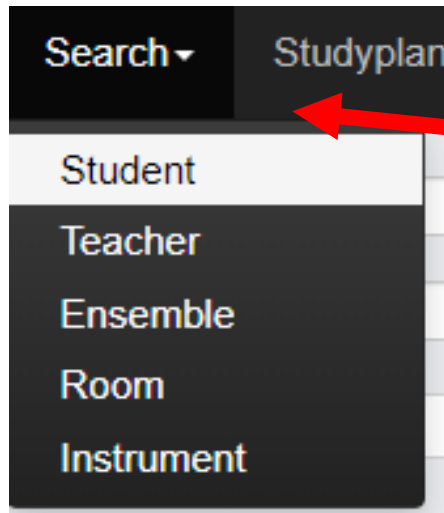 Search Studyplan
Student
Teacher
Ensemble
Room
Instrument